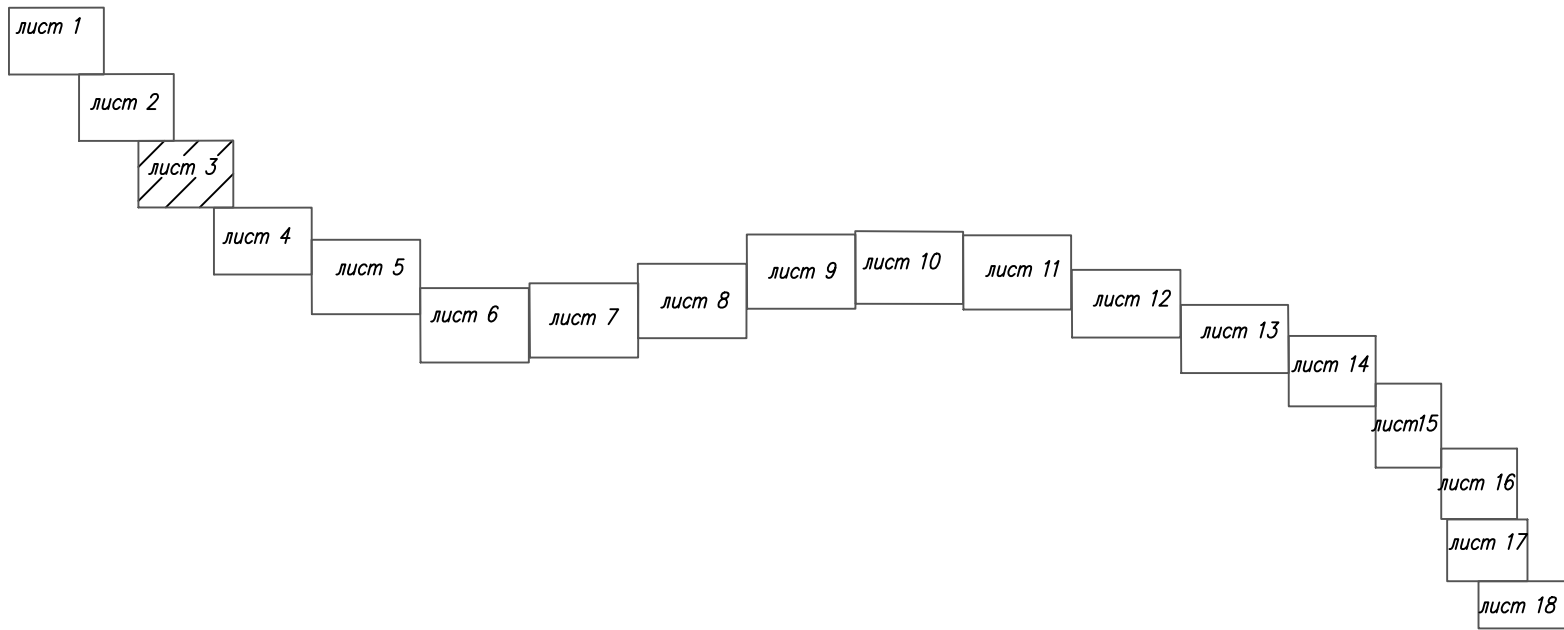 лист 1
лист 2
лист 3
лист 4
лист 5
лист 6
лист 7
лист 8
лист 9
лист 10
лист 11
лист 12
лист 13
лист 14
лист15
лист 16
лист 17
лист 18